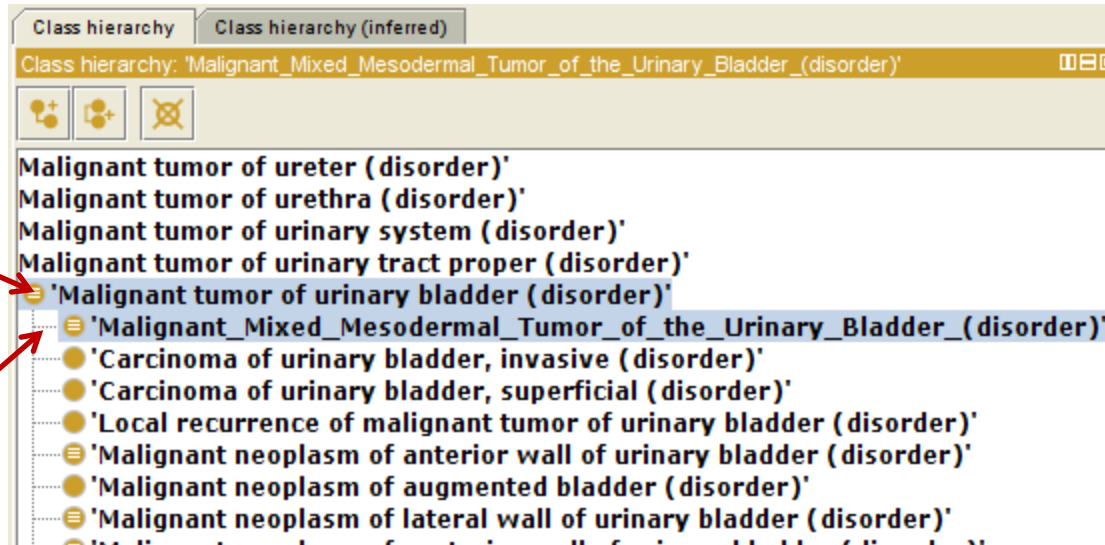 Class hierarchy Class hierarchy (inferred)
Class hierarchy: 'Malignant_Mixed_Mesodermal_Tumor_of_the_Urinary_Bladder_(disorder)'
Malignant tumor of ureter (disorder)'
Malignant tumor of urethra (disorder)'
Malignant tumor of urinary system (disorder)'
Malignant tumor of urinary tract proper (disorder)'
'Malignant tumor of urinary bladder (disorder)'
'Malignant_Mixed_Mesodermal_Tumor_of_the_Urinary_Bladder_(disorder)'
'Carcinoma of urinary bladder, invasive (disorder)'
'Carcinoma of urinary bladder, superficial (disorder)'
'Local recurrence of malignant tumor of urinary bladder (disorder)'
'Malignant neoplasm of anterior wall of urinary bladder (disorder)'
'Malignant neoplasm of augmented bladder (disorder)'
'Malignant neoplasm of lateral wall of urinary bladder (disorder)'